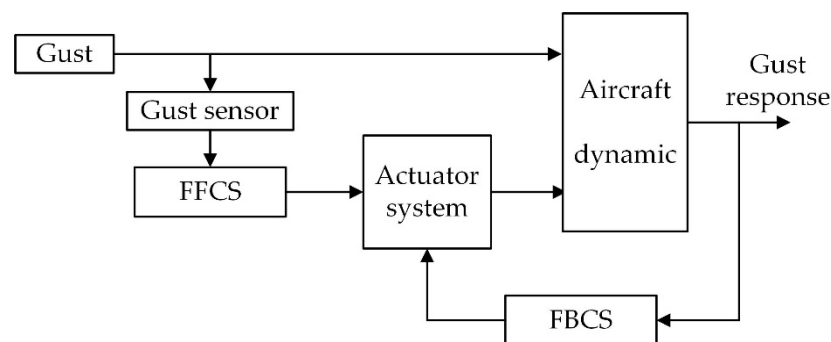 Gust
Gust sensor
FFCS
Actuator
system
Aircraft
dynamic
Gust
response
FBCS